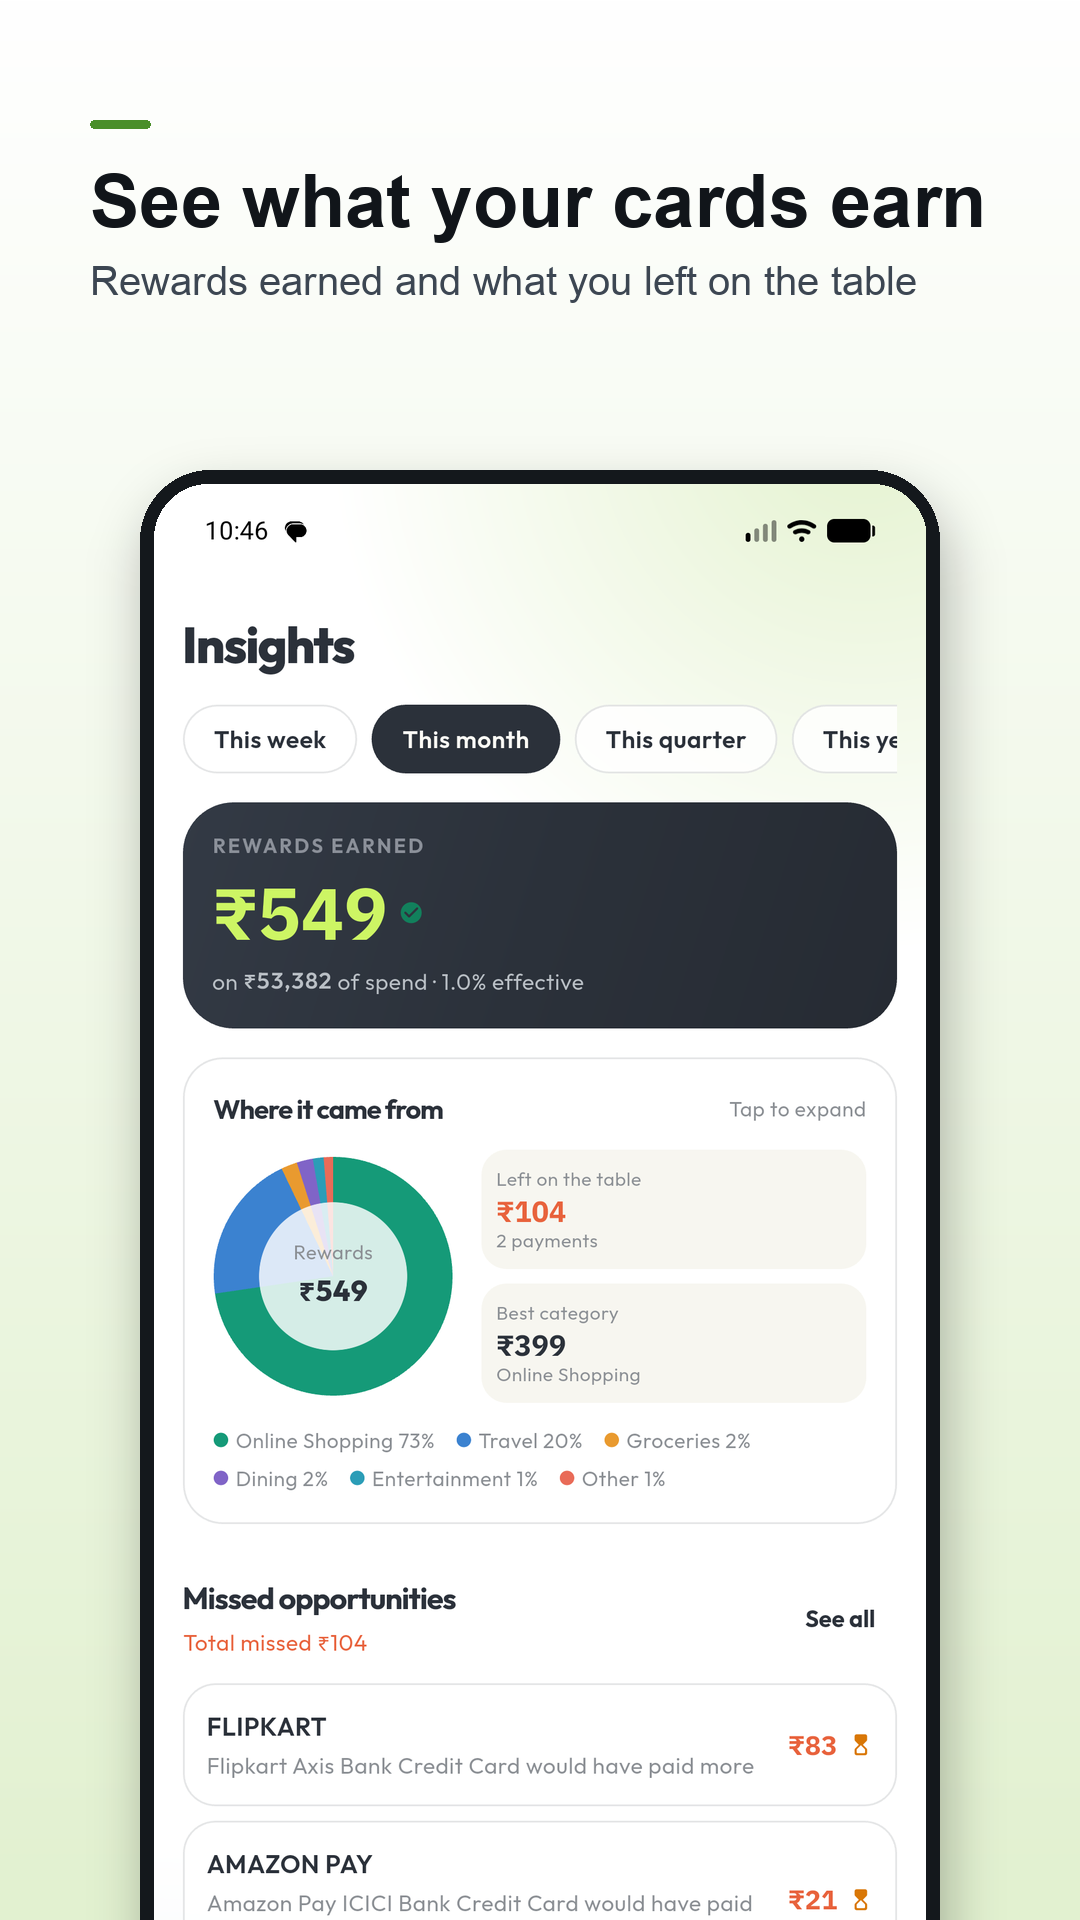 See what your cards earn
Rewards earned and what you left on the table
10:46
Insights
This week
This month
This quarter
This ye
REWARDS EARNED
₹549
on ₹53,382 of spend · 1.0% effective
Where it came from
Tap to expand
Rewards
₹549
Left on the table
₹104
2 payments
Best category
₹399
Online Shopping
Online Shopping 73%
Travel 20%
Groceries 2%
Dining 2%
Entertainment 1%
Other 1%
Missed opportunities
See all
Total missed ₹104
FLIPKART
Flipkart Axis Bank Credit Card would have paid more
₹83
AMAZON PAY
Amazon Pay ICICI Bank Credit Card would have paid
₹21